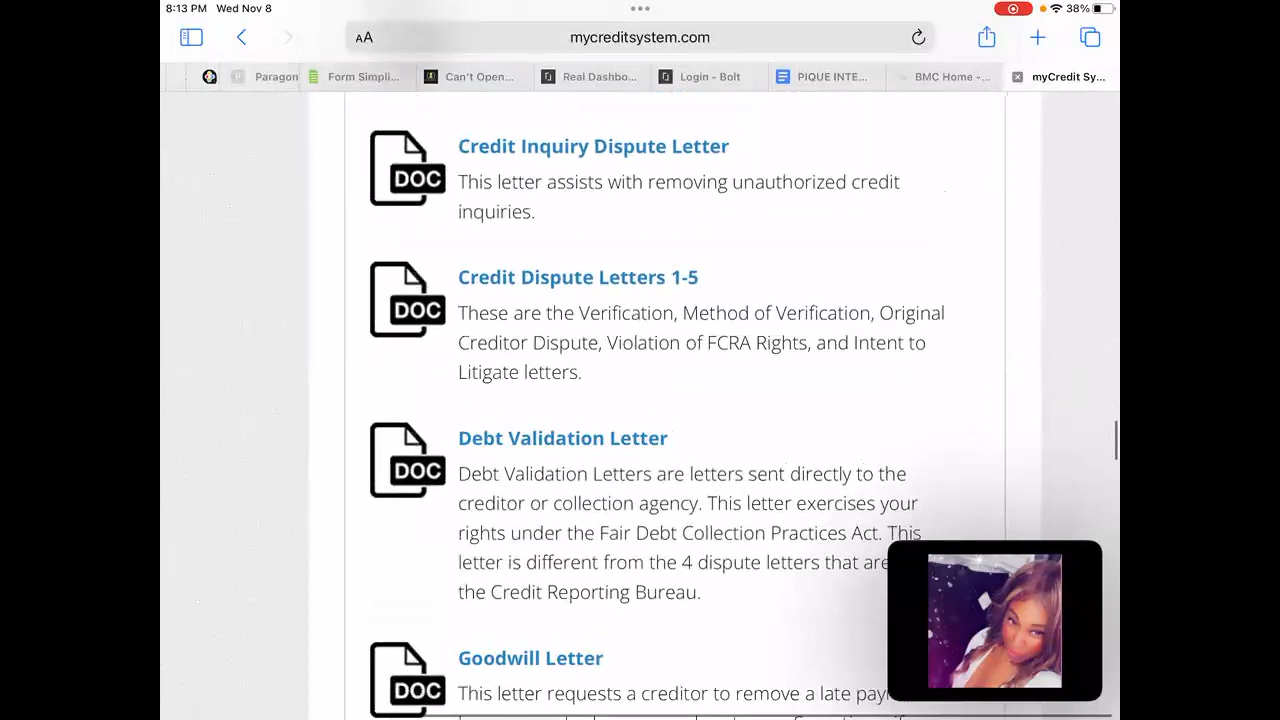 8:13 PM Wed Nov 8
38%
AA
mycreditsystem.com
Paragon
Form Simpli...
Can't Open...
Real Dashbo...
Login - Bolt
PIQUE INTE...
BMC Home -...
myCredit Sy...
DOC
Credit Inquiry Dispute Letter
This letter assists with removing unauthorized credit
inquiries.
DOC
Credit Dispute Letters 1-5
These are the Verification, Method of Verification, Original
Creditor Dispute, Violation of FCRA Rights, and Intent to
Litigate letters.
DOC
Debt Validation Letter
Debt Validation Letters are letters sent directly to the
creditor or collection agency. This letter exercises your
rights under the Fair Debt Collection Practices Act. This
letter is different from the 4 dispute letters that are
the Credit Reporting Bureau.
DOC
Goodwill Letter
This letter requests a creditor to remove a late